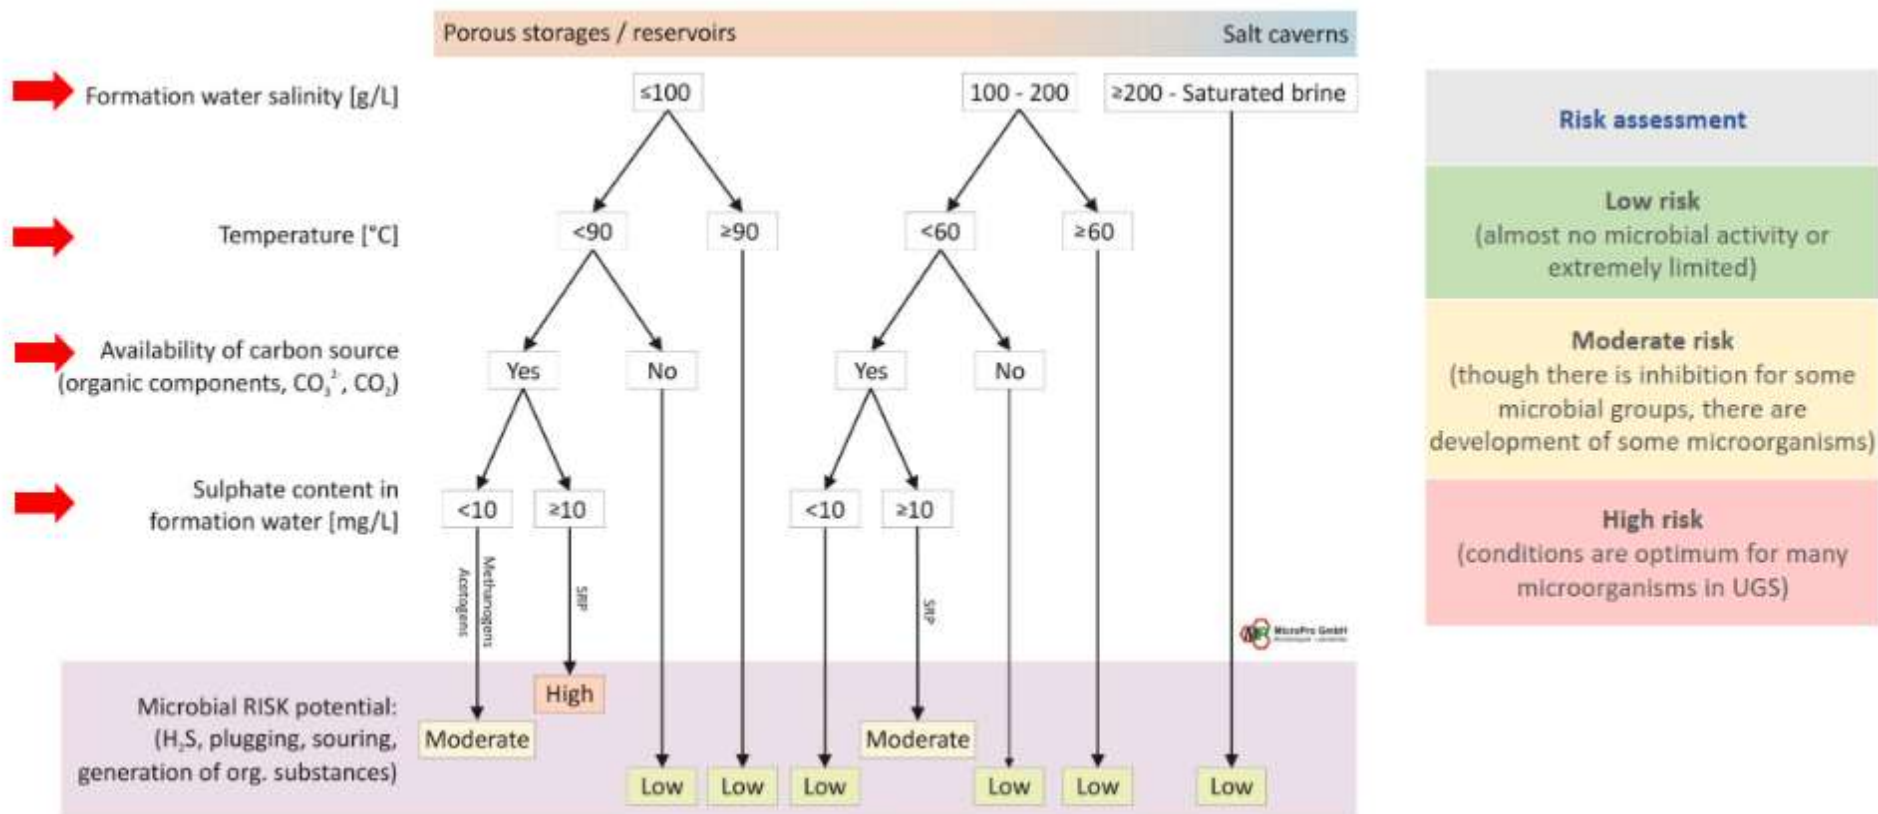 Porous storages / reservoirs
Salt caverns
Formation water salinity [g/L]
≤100
100 - 200
≥200 - Saturated brine
Temperature [°C]
<90
≥90
<60
≥60
Availability of carbon source
(organic components, CO₃²⁻, CO₂)
Yes
No
Yes
No
Sulphate content in
formation water [mg/L]
<10
≥10
<10
≥10
Methanogens
Acetogens
SRP
SRP
MicroPro GmbH
Microbial RISK potential:
(H₂S, plugging, souring,
generation of org. substances)
High
Moderate
Moderate
Low
Low
Low
Low
Low
Low
Risk assessment
Low risk
(almost no microbial activity or
extremely limited)
Moderate risk
(though there is inhibition for some
microbial groups, there are
development of some microorganisms)
High risk
(conditions are optimum for many
microorganisms in UGS)